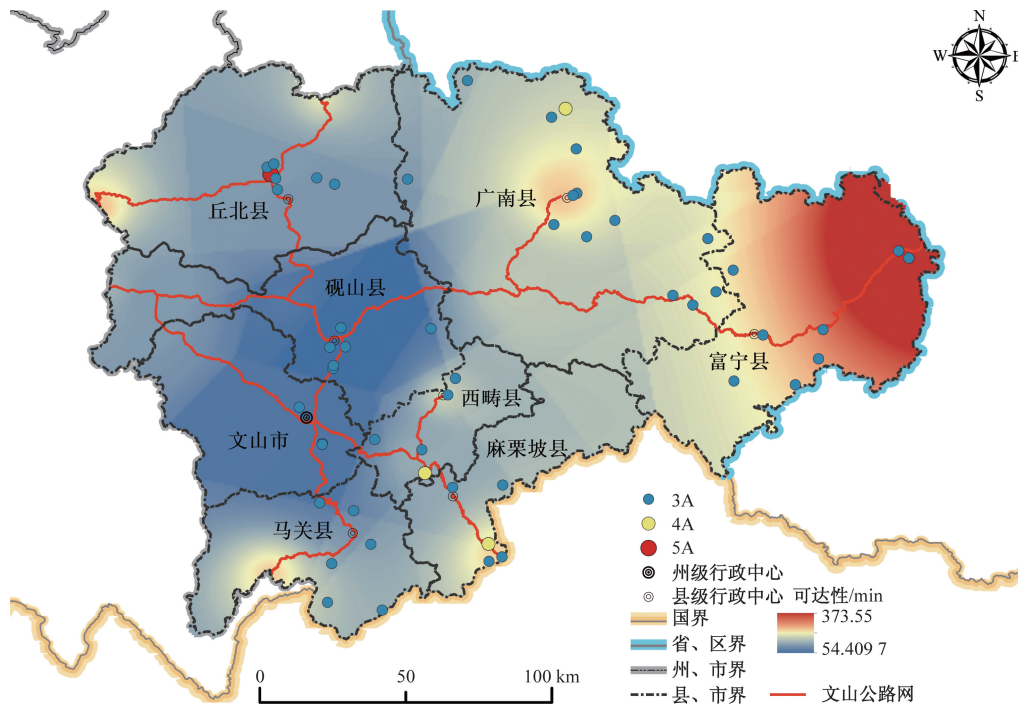 N
W E
S
广南县
丘北县
砚山县
富宁县
西畴县
文山市
麻栗坡县
马关县
3A
4A
5A
州级行政中心
县级行政中心
国界
省、区界
州、市界
县、市界
可达性/min
373.55
54.409 7
文山公路网
0 50 100 km